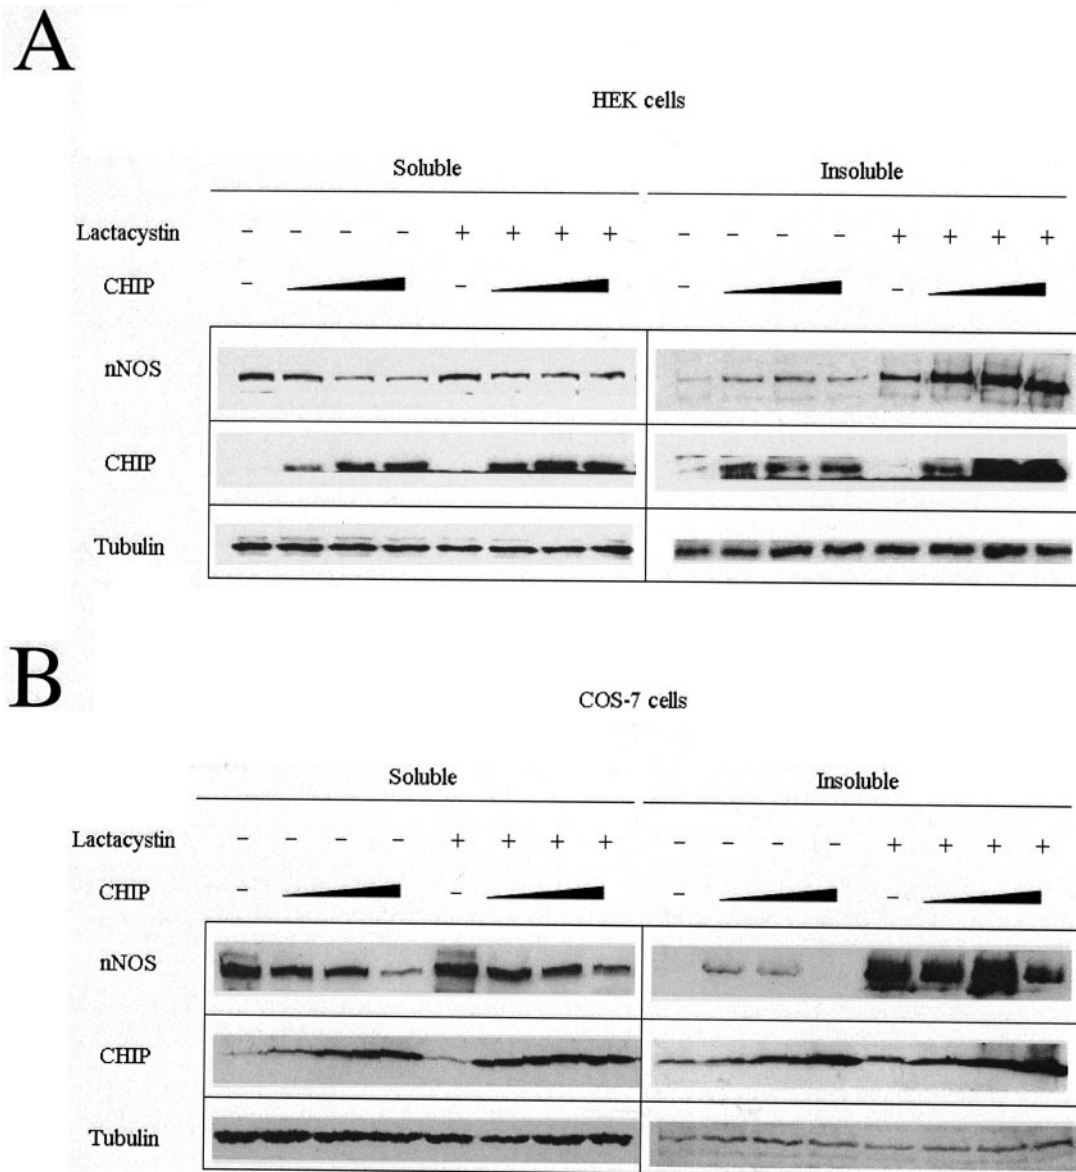 A
HEK cells
Soluble Insoluble
Lactacystin − − − − + + + + − − − − + + + +
CHIP − − − −
nNOS
CHIP
Tubulin
B
COS-7 cells
Soluble Insoluble
Lactacystin − − − − + + + + − − − − + + + +
CHIP − − − −
nNOS
CHIP
Tubulin